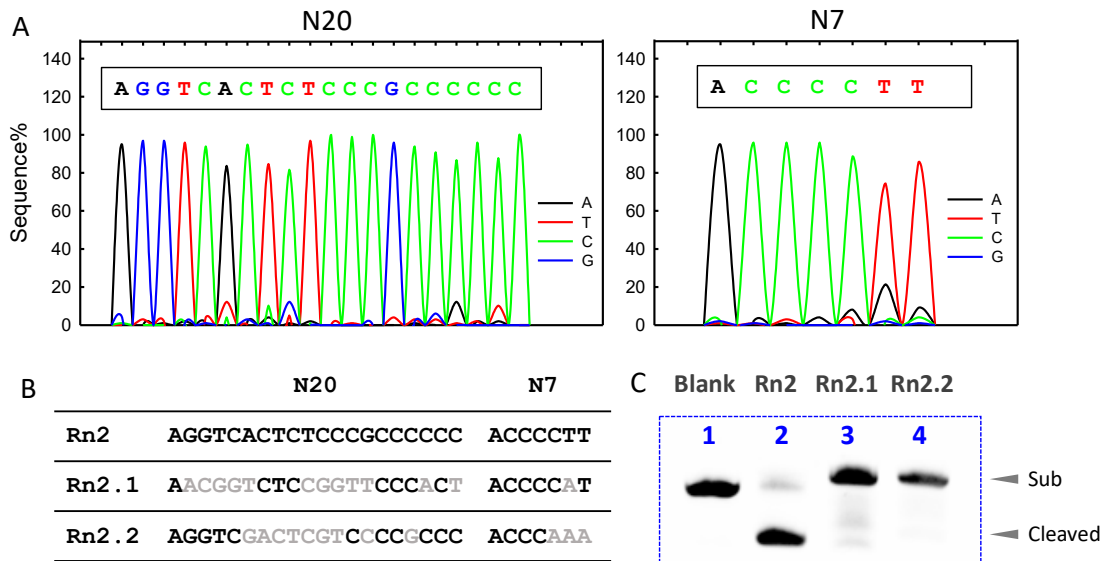 A
N20
N7
140
120
100
80
60
40
20
0
Sequence%
AGGTCACTCTCCCGCCCCCC
A
T
C
G
140
120
100
80
60
40
20
0
ACCCCTT
A
T
C
G
B
N20 N7
Rn2 AGGTCACTCTCCCGCCCCCC ACCCCTT
Rn2.1 AACGGTCTCCGGTTCCCACT ACCCCAT
Rn2.2 AGGTCGACTCGTCCCCGCCC ACCCAAA
C
Blank Rn2 Rn2.1 Rn2.2
1 2 3 4
Sub
Cleaved